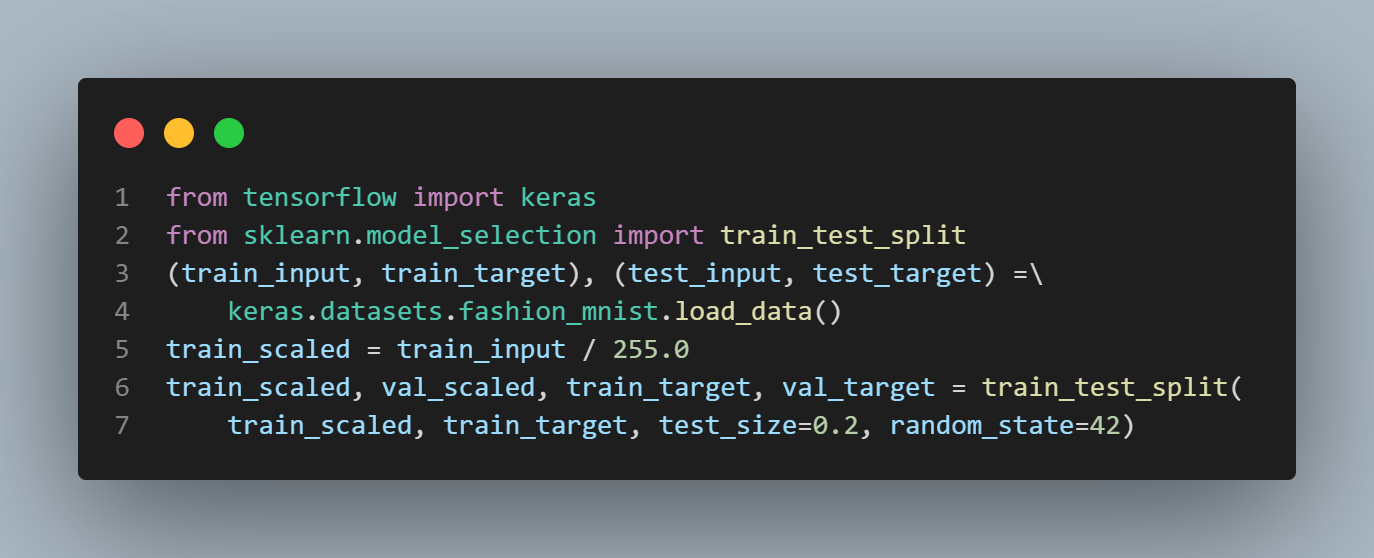 1 from tensorflow import keras
2 from sklearn.model_selection import train_test_split
3 (train_input, train_target), (test_input, test_target) =\
4     keras.datasets.fashion_mnist.load_data()
5 train_scaled = train_input / 255.0
6 train_scaled, val_scaled, train_target, val_target = train_test_split(
7     train_scaled, train_target, test_size=0.2, random_state=42)